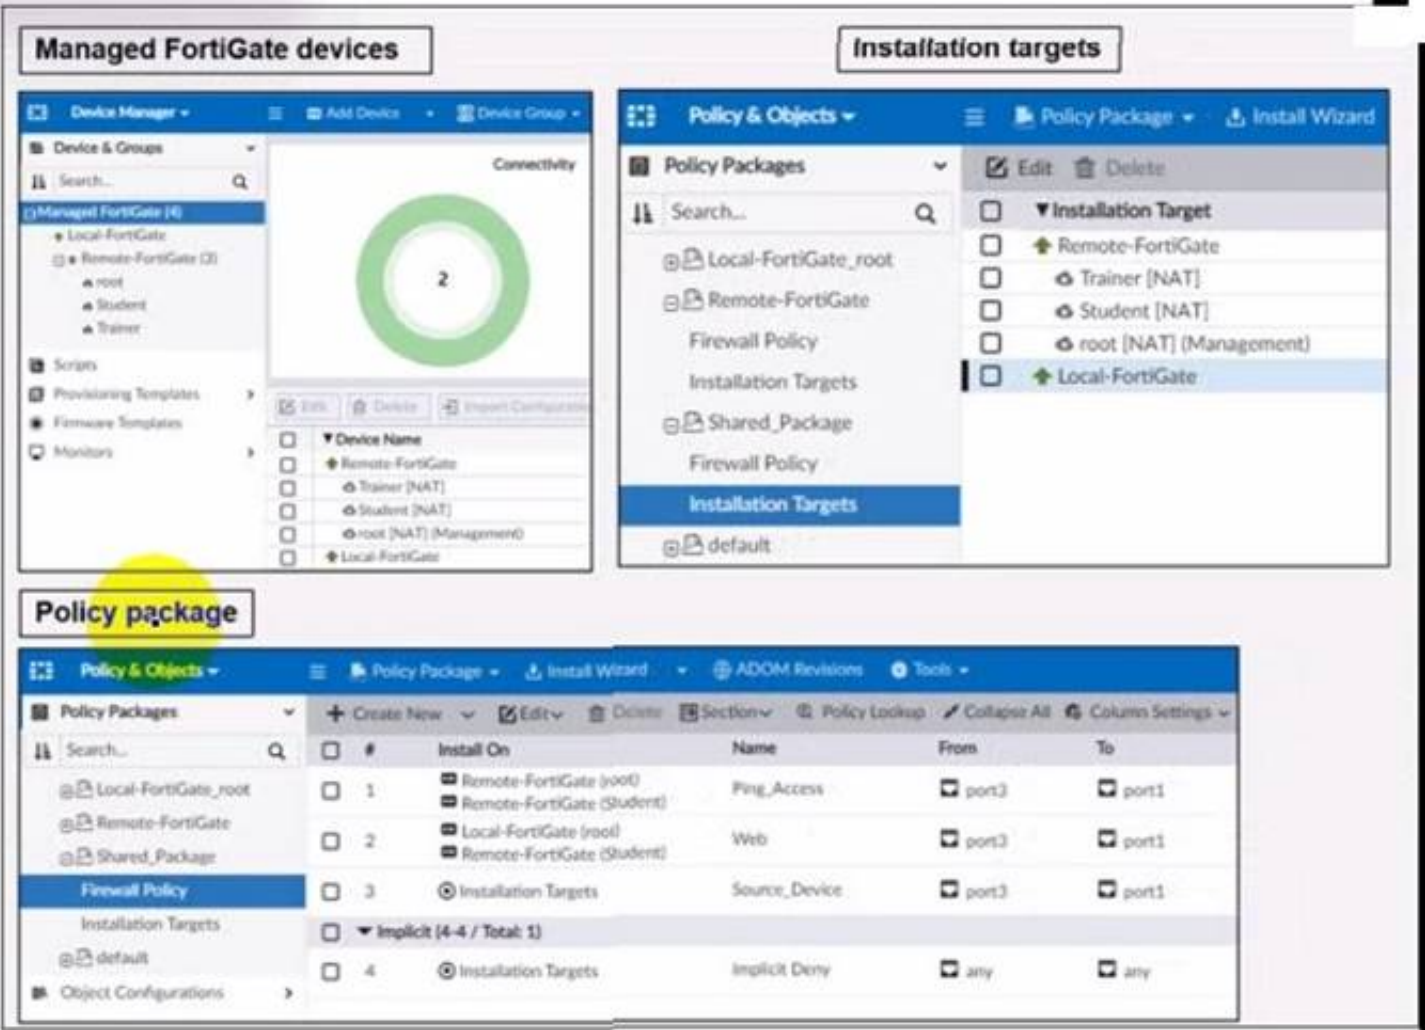 Managed FortiGate devices
Installation targets
Device Manager
Add Device
Device Group
Device & Groups
Search...
Managed FortiGate (4)
Local-FortiGate
Remote-FortiGate (3)
root
Student
Trainer
Scripts
Provisioning Templates
Firmware Templates
Monitors
Connectivity
2
Edit
Delete
Import Configuration
Device Name
Remote-FortiGate
Trainer [NAT]
Student [NAT]
root [NAT] (Management)
Local-FortiGate
Policy & Objects
Policy Package
Install Wizard
Policy Packages
Edit
Delete
Search...
Local-FortiGate_root
Remote-FortiGate
Firewall Policy
Installation Targets
Shared_Package
Firewall Policy
Installation Targets
default
Installation Target
Remote-FortiGate
Trainer [NAT]
Student [NAT]
root [NAT] (Management)
Local-FortiGate
Policy package
Policy & Objects
Policy Package
Install Wizard
ADOM Revisions
Tools
Policy Packages
Create New
Edit
Delete
Section
Policy Lookup
Collapse All
Column Settings
Search...
Local-FortiGate_root
Remote-FortiGate
Shared_Package
Firewall Policy
Installation Targets
default
Object Configurations
# Install On Name From To
1 Remote-FortiGate (root) Ping_Access port3 port1
Remote-FortiGate (Student)
2 Local-FortiGate (root) Web port3 port1
Remote-FortiGate (Student)
3 Installation Targets Source_Device port3 port1
Implicit (4-4 / Total: 1)
4 Installation Targets Implicit Deny any any